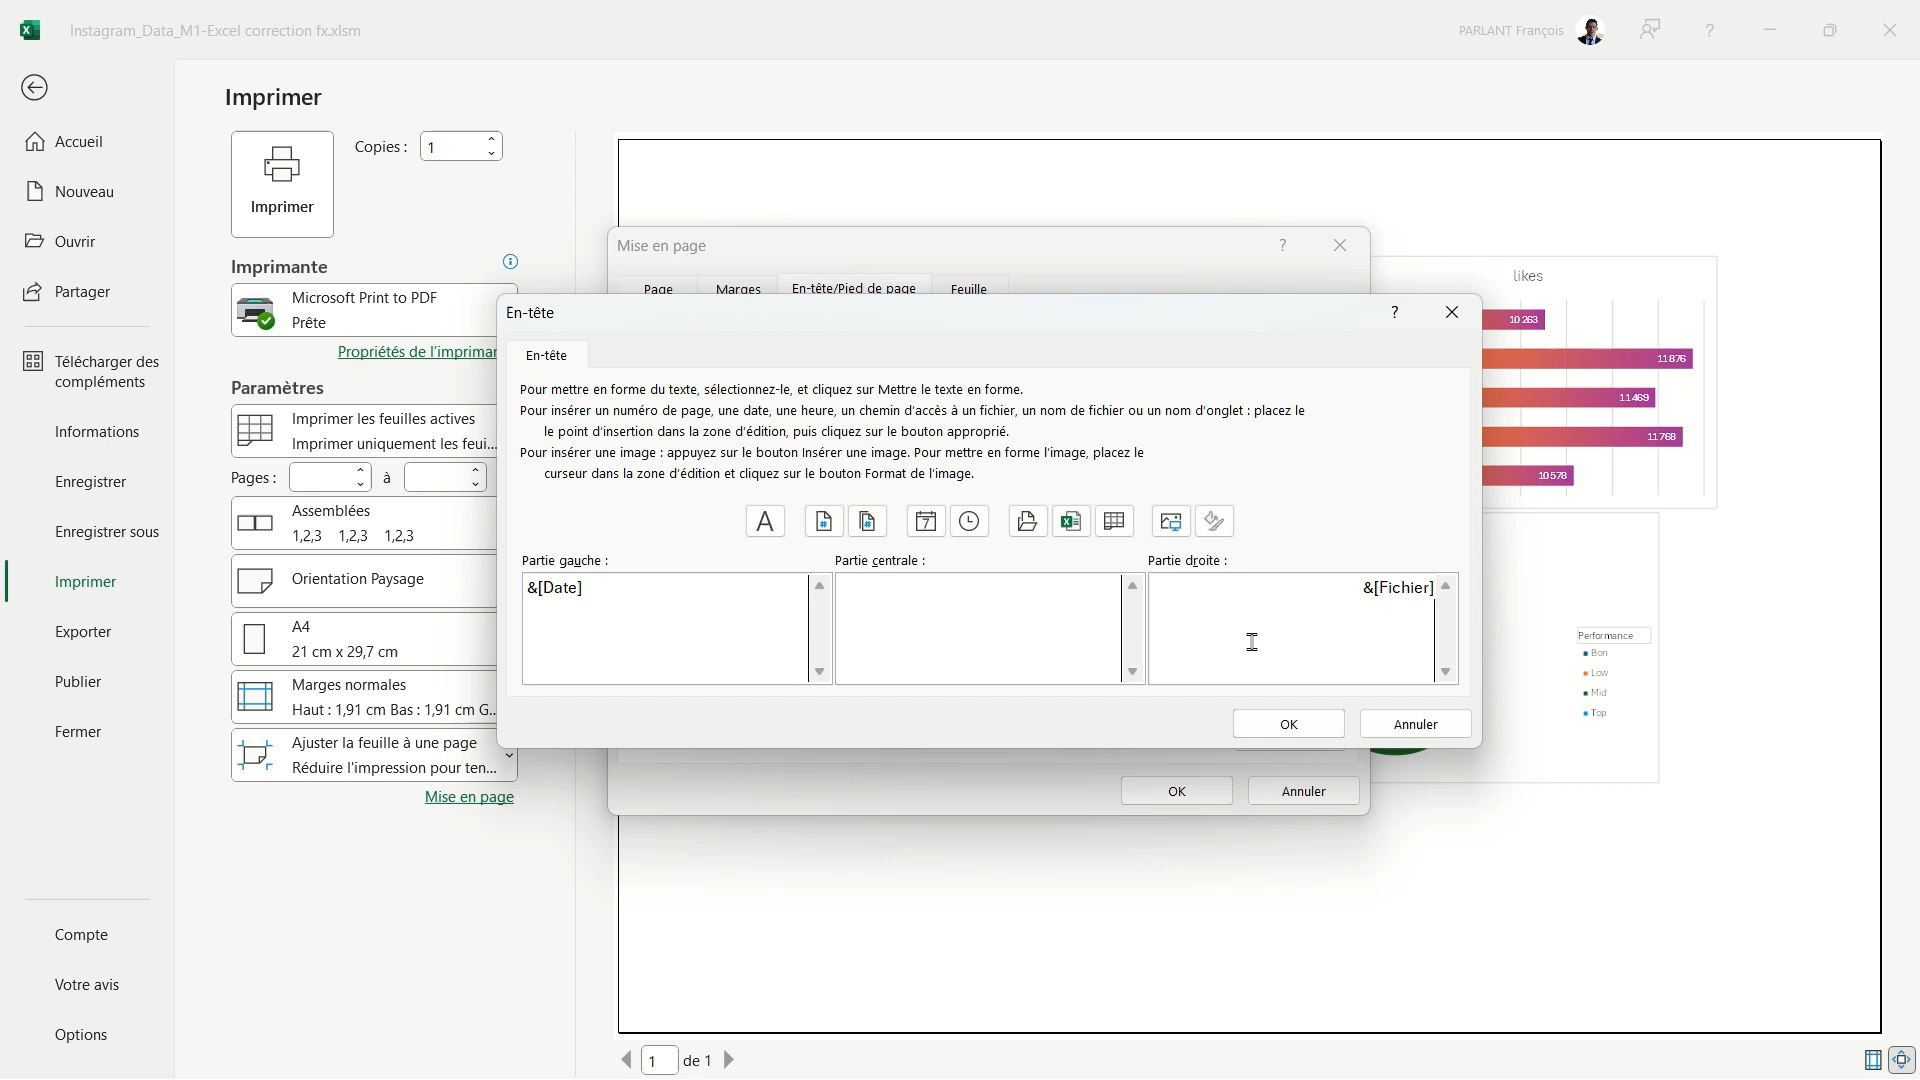 Instagram_Data_M1-Excel correction fx.xlsm
PARLANT François
?
Accueil
Nouveau
Ouvrir
Partager
Télécharger des
compléments
Informations
Enregistrer
Enregistrer sous
Imprimer
Exporter
Publier
Fermer
Compte
Votre avis
Options
Imprimer
Imprimer
Copies :
1
Imprimante
Microsoft Print to PDF
Prête
Propriétés de l'impriman
Paramètres
Imprimer les feuilles actives
Imprimer uniquement les feui...
Pages :
à
Assemblées
1,2,3 1,2,3 1,2,3
Orientation Paysage
A4
21 cm x 29,7 cm
Marges normales
Haut : 1,91 cm Bas : 1,91 cm G...
Ajuster la feuille à une page
Réduire l'impression pour ten...
Mise en page
Mise en page
?
Page
Marges
En-tête/Pied de page
Feuille
En-tête
?
En-tête
Pour mettre en forme du texte, sélectionnez-le, et cliquez sur Mettre le texte en forme.
Pour insérer un numéro de page, une date, une heure, un chemin d'accès à un fichier, un nom de fichier ou un nom d'onglet : placez le
le point d'insertion dans la zone d'édition, puis cliquez sur le bouton approprié.
Pour insérer une image : appuyez sur le bouton Insérer une image. Pour mettre en forme l'image, placez le
curseur dans la zone d'édition et cliquez sur le bouton Format de l'image.
A
Partie gauche :
Partie centrale :
Partie droite :
&[Date]
&[Fichier]
OK
Annuler
OK
Annuler
likes
10 263
11 876
11 469
11 768
10 578
Performance
Bon
Low
Mid
Top
1
de 1